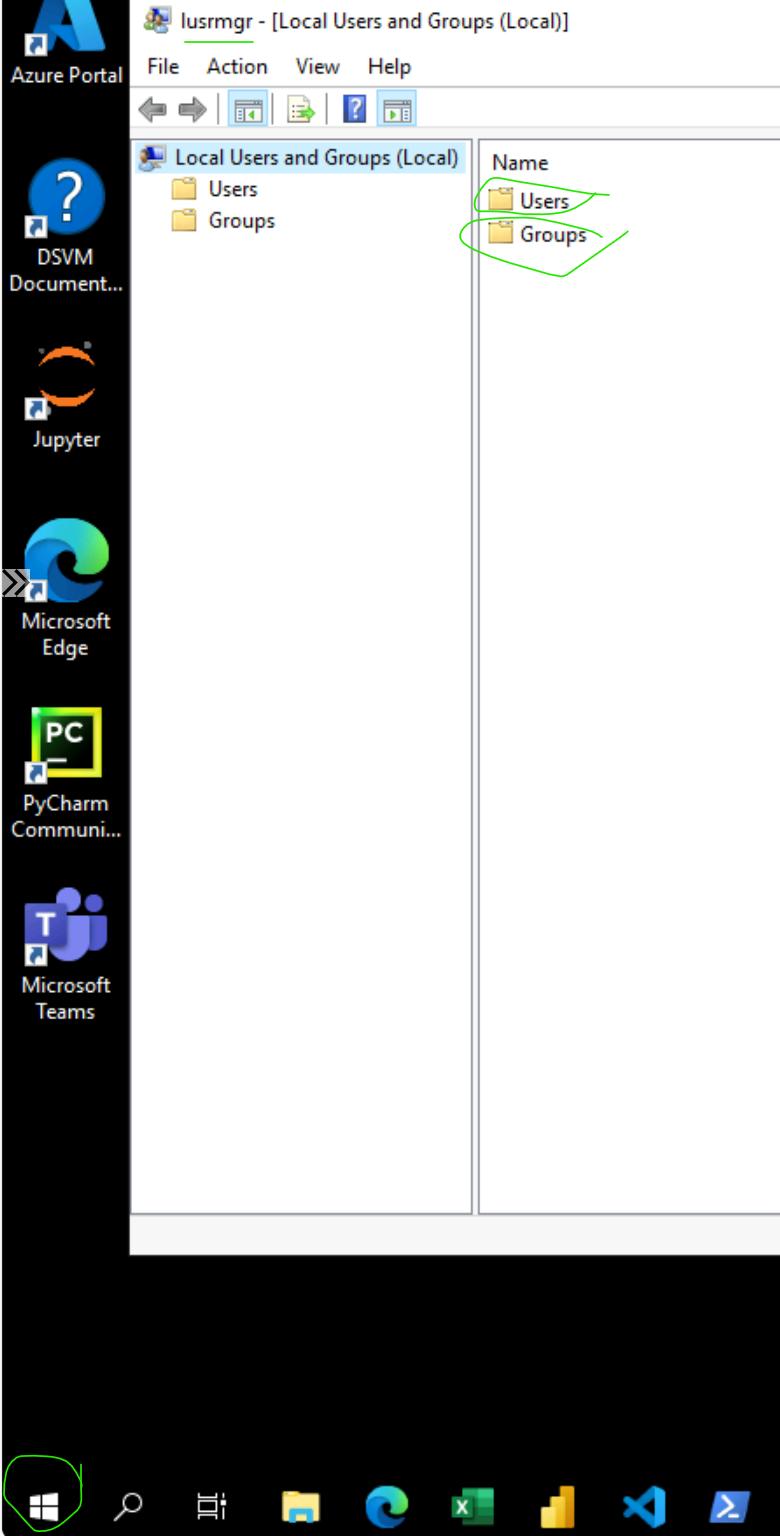 Azure Portal
lusrmgr - [Local Users and Groups (Local)]
File Action View Help
Local Users and Groups (Local)
Users
Groups
Name
Users
Groups
DSVM
Document...
Jupyter
Microsoft
Edge
PC
PyCharm
Communi...
T
Microsoft
Teams